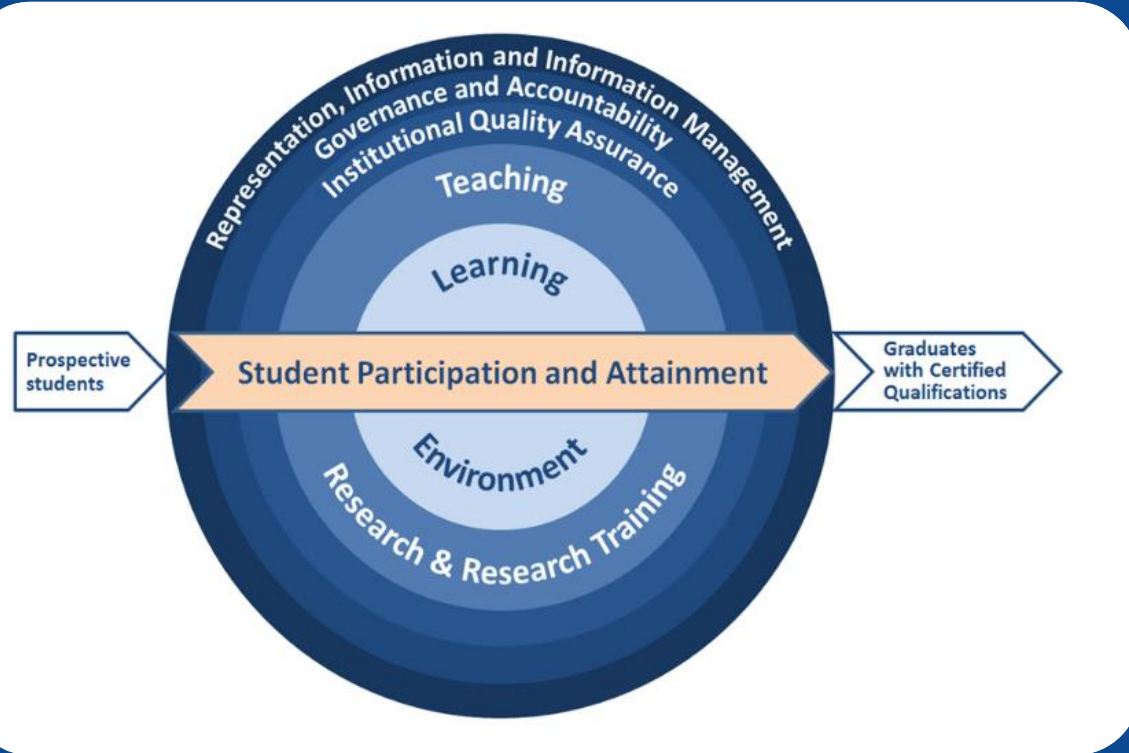 Representation, Information and Information Management
Governance and Accountability
Institutional Quality Assurance
Teaching
Learning
Prospective
students
Student Participation and Attainment
Graduates
with Certified
Qualifications
Environment
Research & Research Training